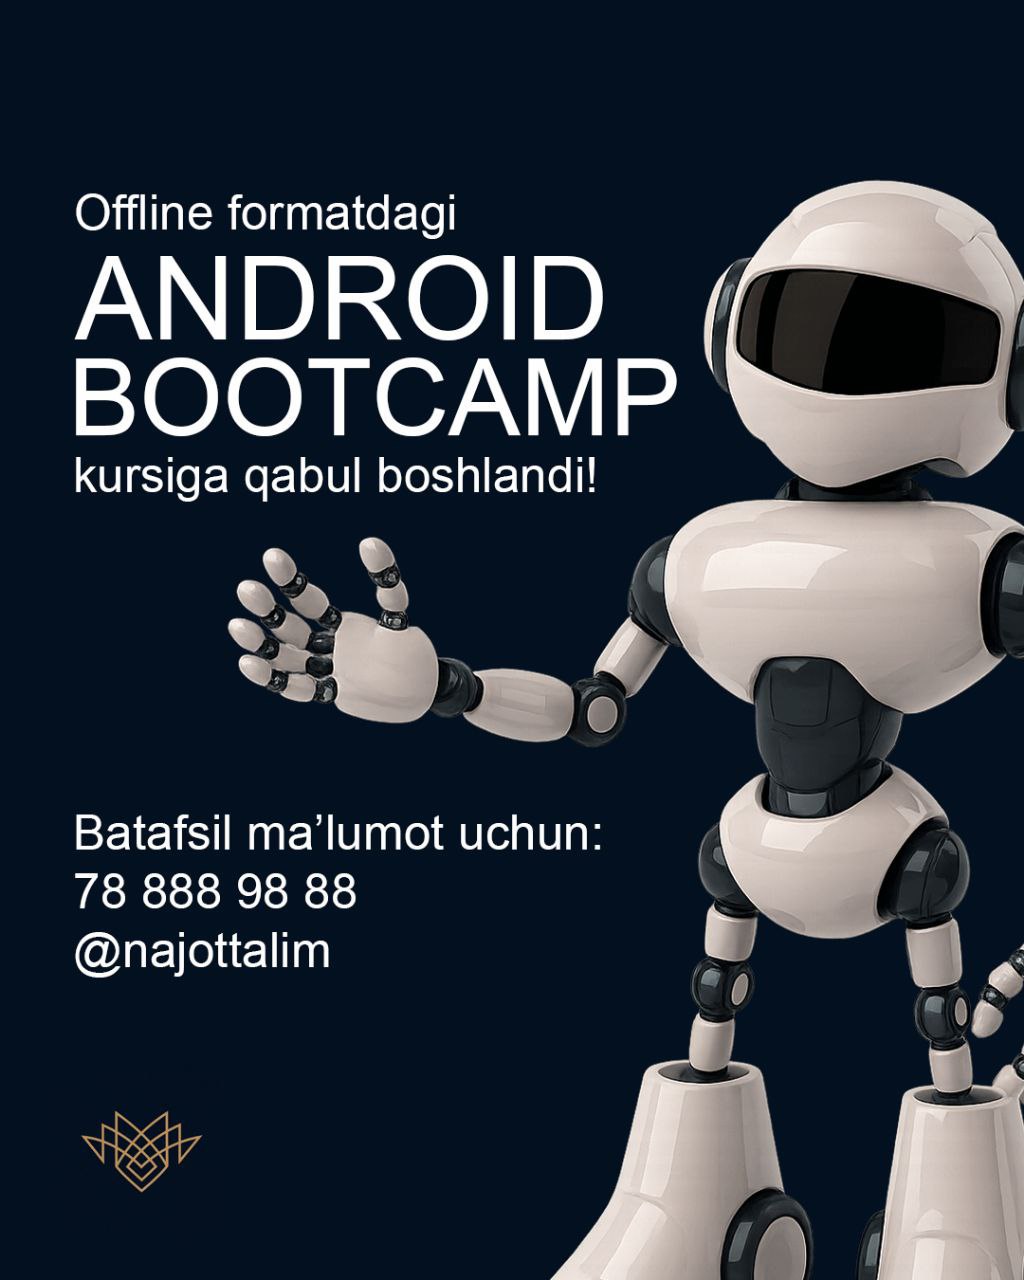 Offline formatdagi
ANDROID
BOOTCAMP
kursiga qabul boshlandi!
Batafsil ma’lumot uchun:
78 888 98 88
@najottalim